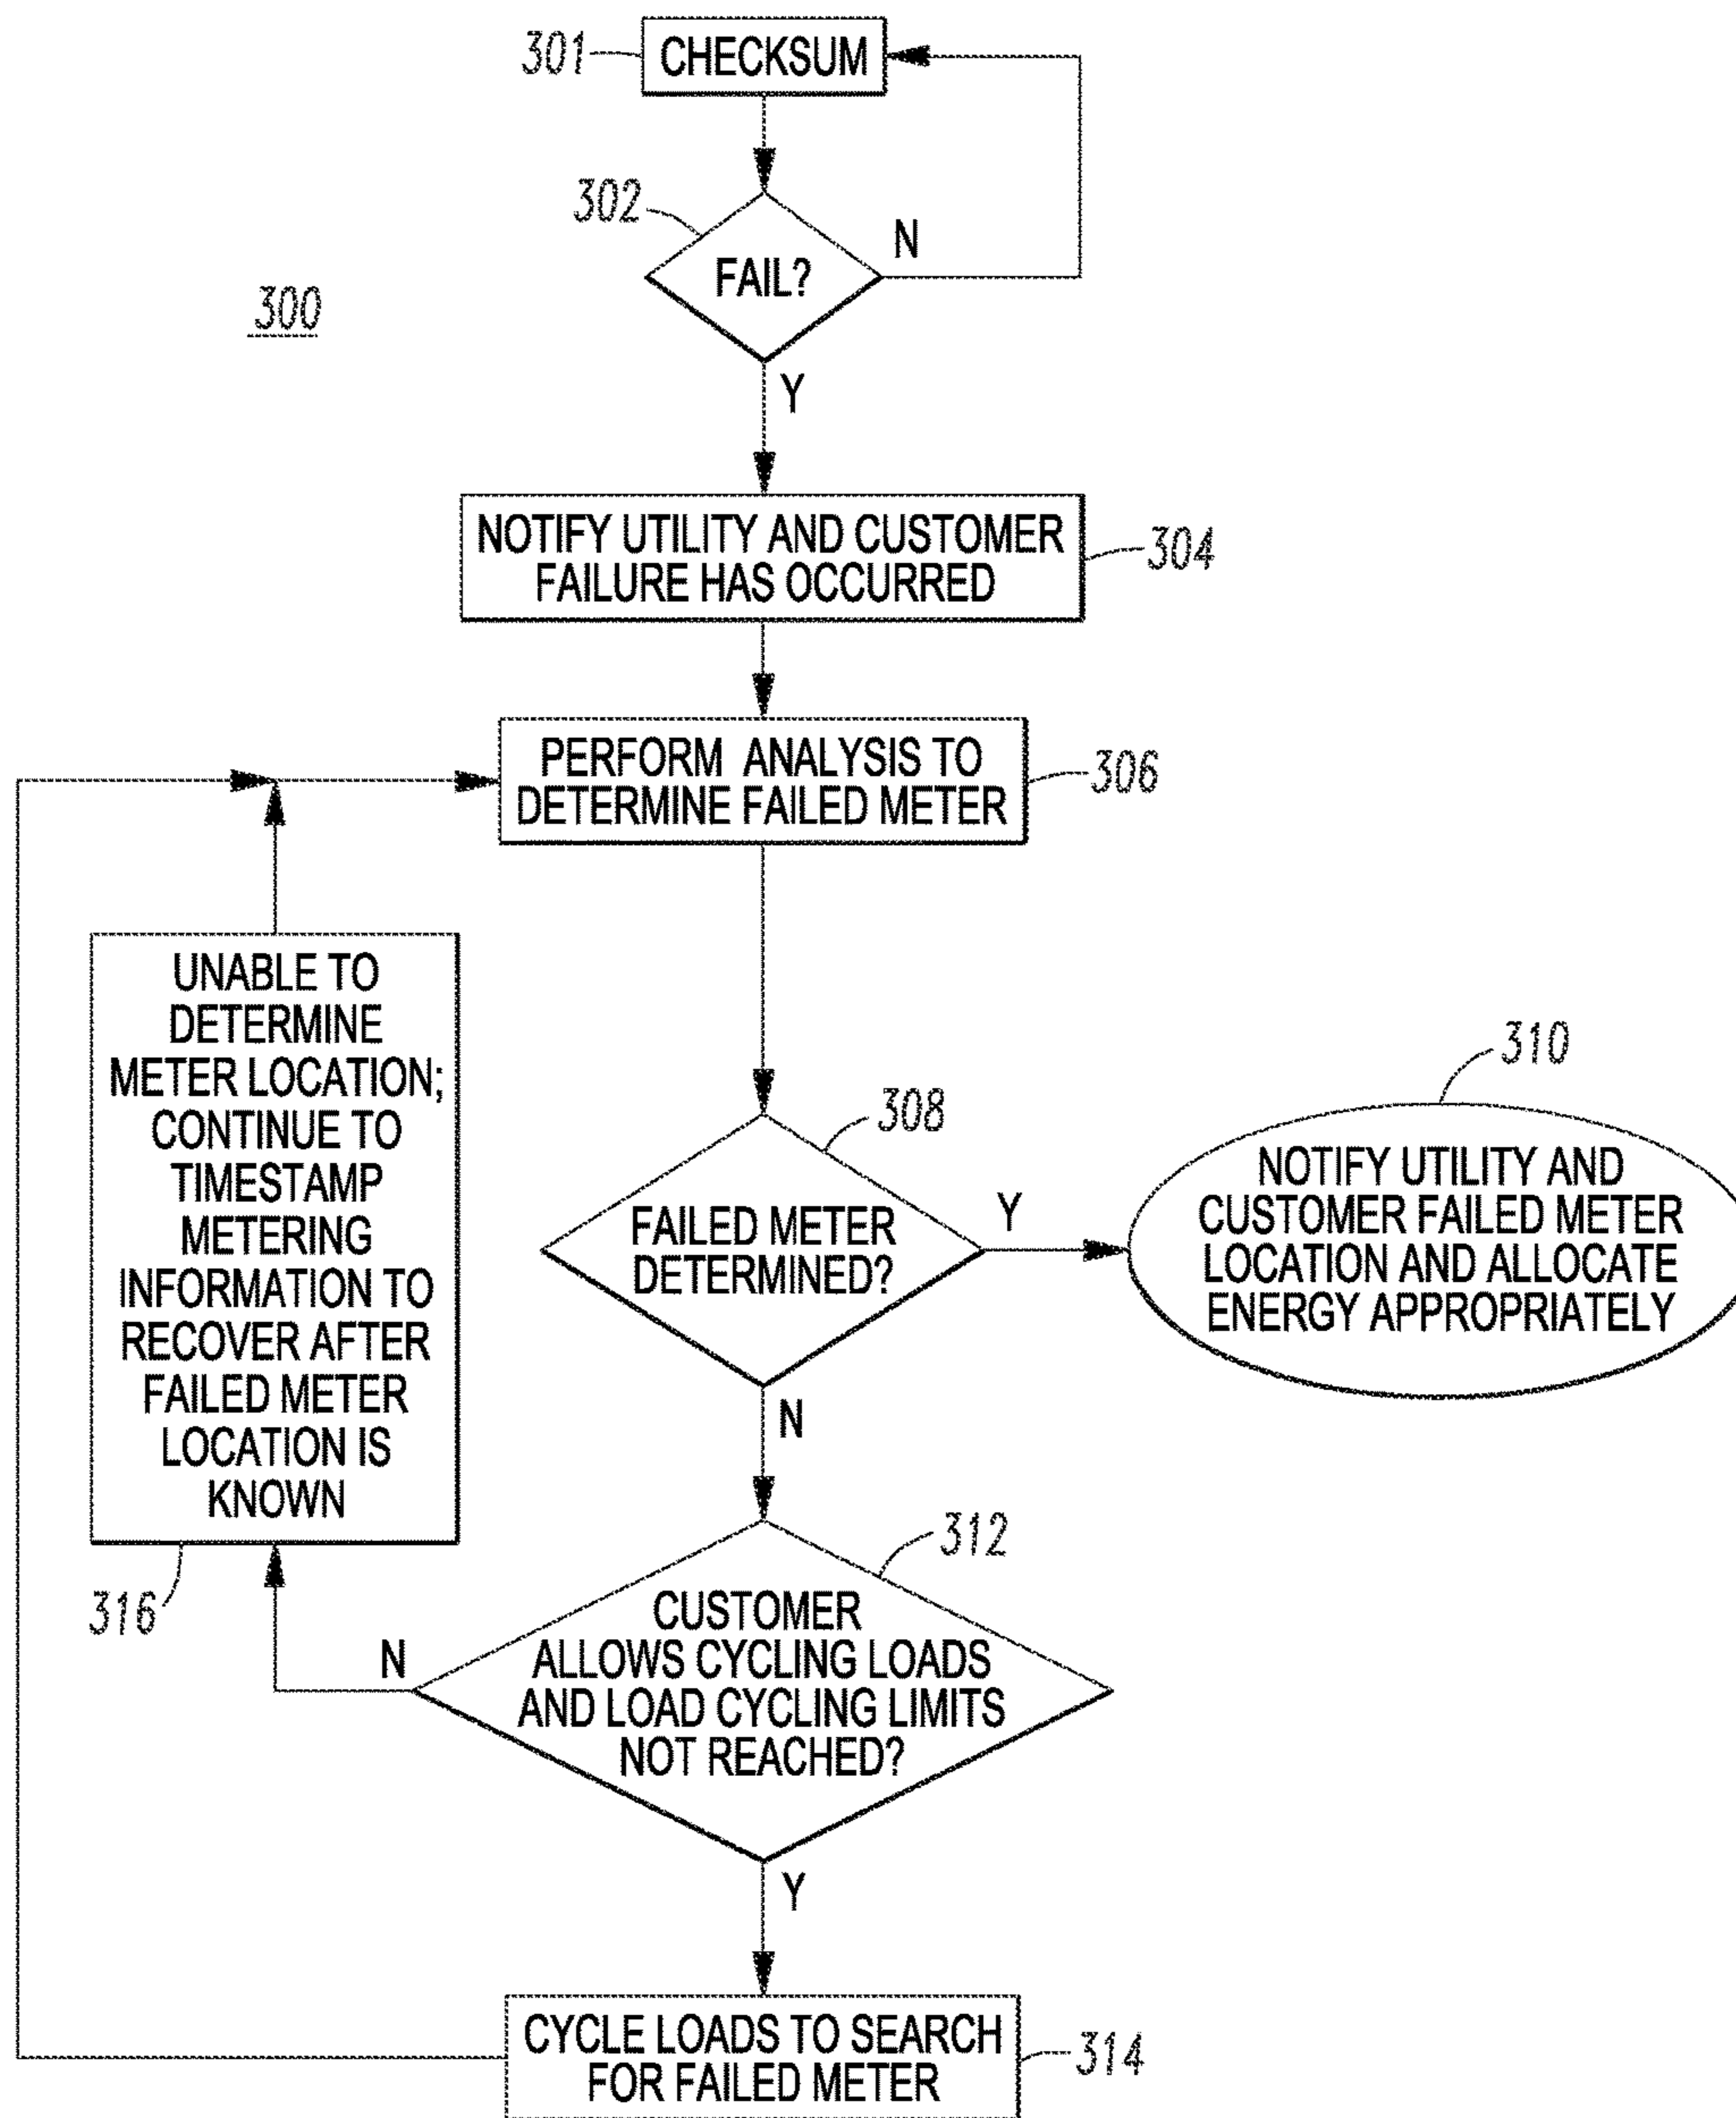 301
CHECKSUM
302
FAIL?
N
300
Y
NOTIFY UTILITY AND CUSTOMER
FAILURE HAS OCCURRED
304
PERFORM ANALYSIS TO
DETERMINE FAILED METER
306
UNABLE TO
DETERMINE
METER LOCATION;
CONTINUE TO
TIMESTAMP
METERING
INFORMATION TO
RECOVER AFTER
FAILED METER
LOCATION IS
KNOWN
316
308
FAILED METER
DETERMINED?
Y
310
NOTIFY UTILITY AND
CUSTOMER FAILED METER
LOCATION AND ALLOCATE
ENERGY APPROPRIATELY
N
312
CUSTOMER
ALLOWS CYCLING LOADS
AND LOAD CYCLING LIMITS
NOT REACHED?
N
Y
CYCLE LOADS TO SEARCH
FOR FAILED METER
314